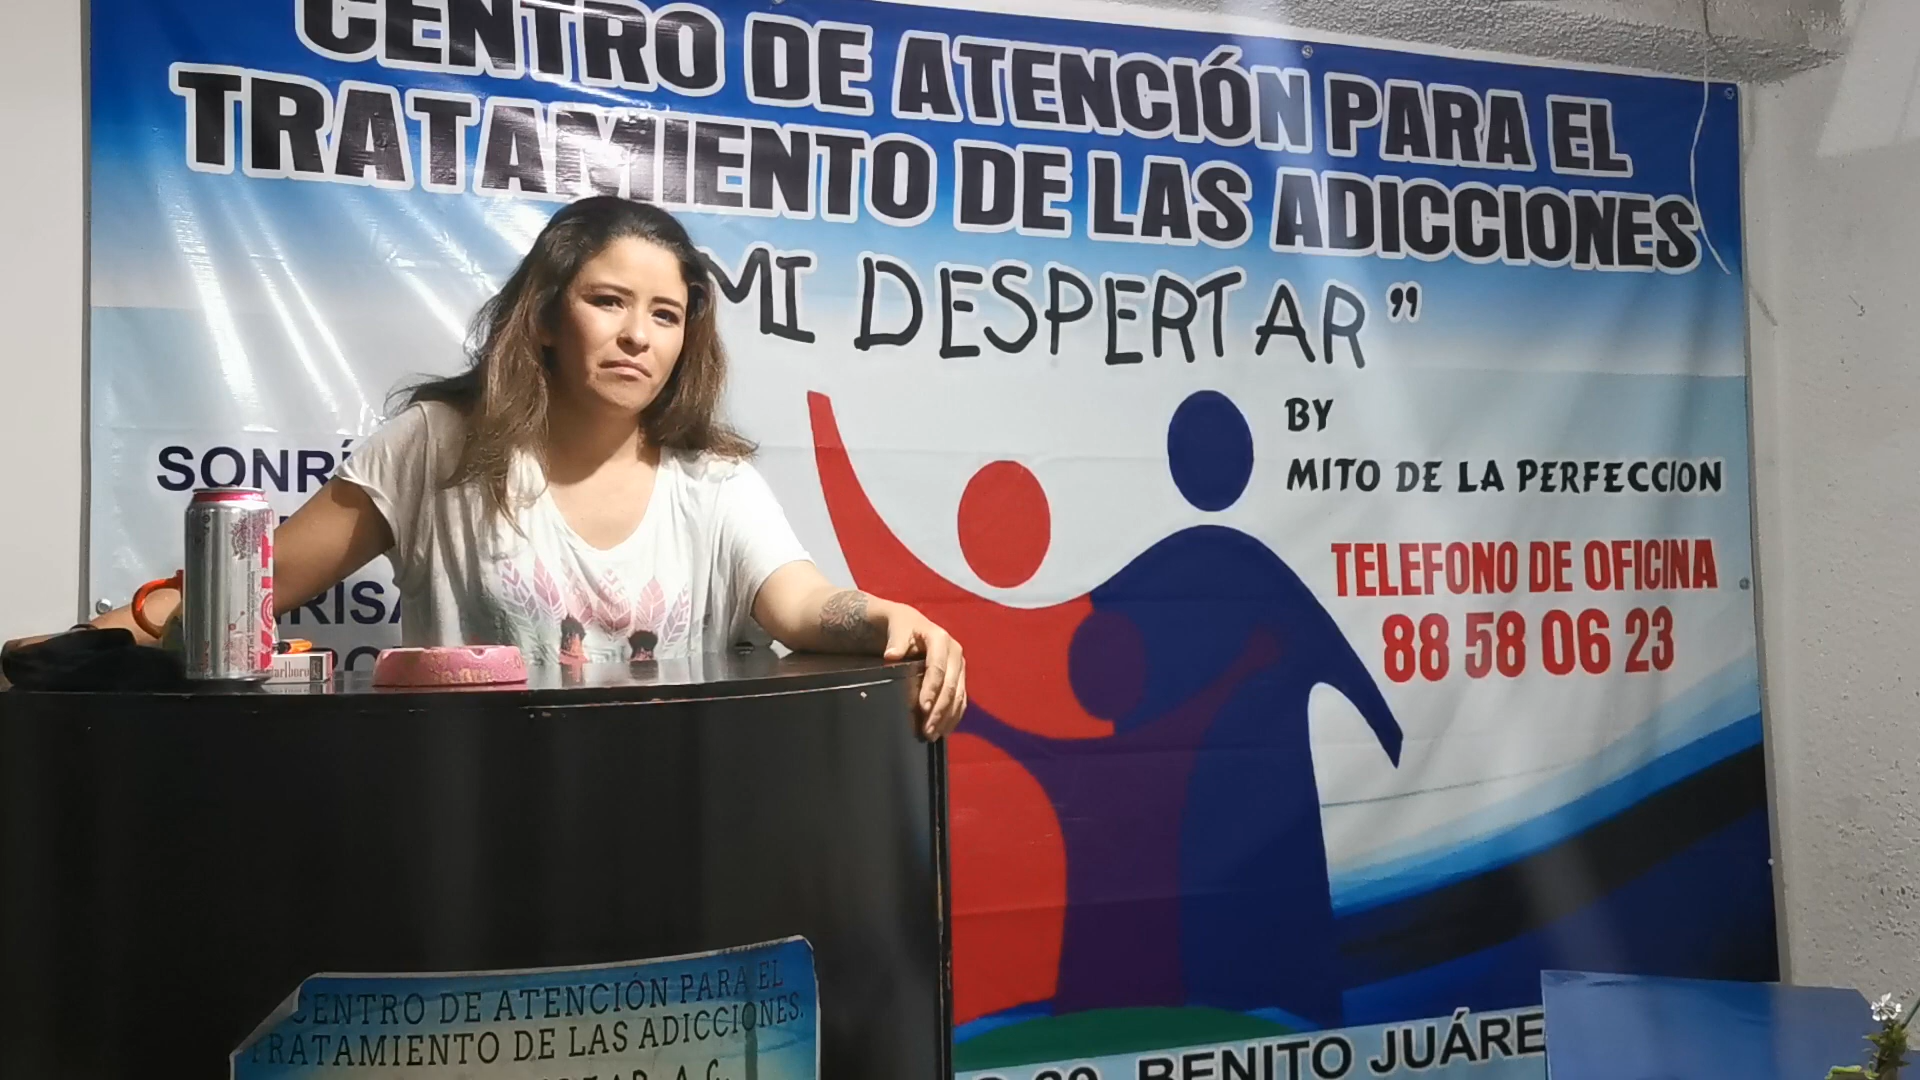 CENTRO DE ATENCIÓN PARA EL
TRATAMIENTO DE LAS ADICCIONES
MI DESPERTAR"
BY
MITO DE LA PERFECCION
TELEFONO DE OFICINA
88 58 06 23
BENITO JUÁRE
CENTRO DE ATENCIÓN PARA EL
TRATAMIENTO DE LAS ADICCIONES.
A.C.